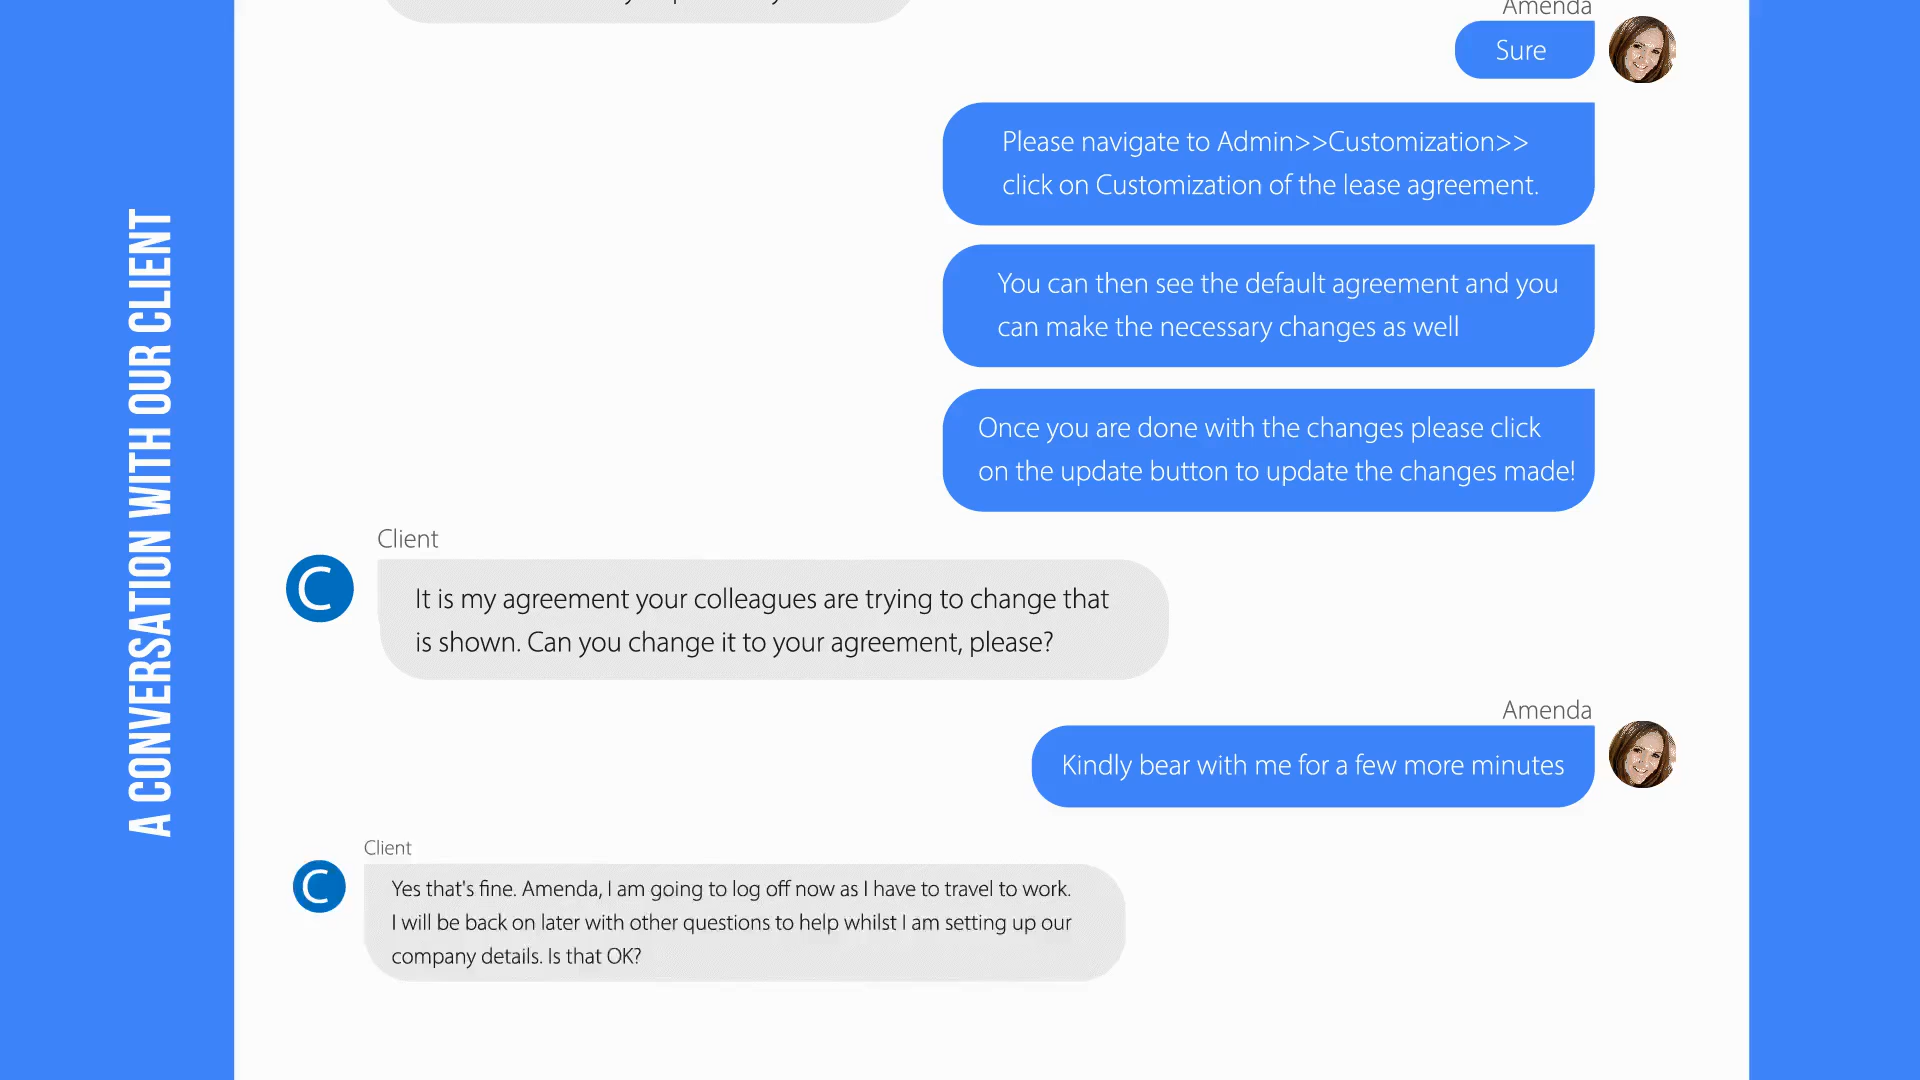 A CONVERSATION WITH OUR CLIENT
Amenda
Sure
Please navigate to Admin>>Customization>>
click on Customization of the lease agreement.
You can then see the default agreement and you
can make the necessary changes as well
Once you are done with the changes please click
on the update button to update the changes made!
Client
C
It is my agreement your colleagues are trying to change that
is shown. Can you change it to your agreement, please?
Amenda
Kindly bear with me for a few more minutes
Client
C
Yes that's fine. Amenda, I am going to log off now as I have to travel to work.
I will be back on later with other questions to help whilst I am setting up our
company details. Is that OK?